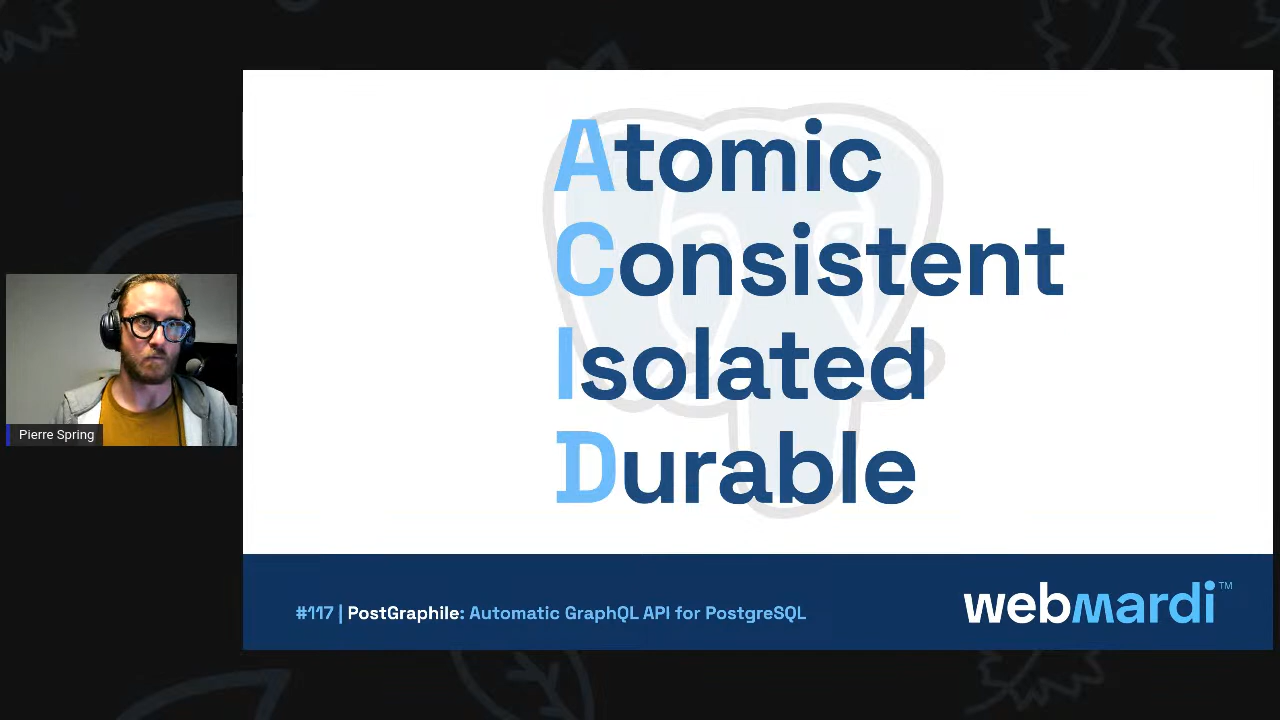 Atomic
Consistent
Isolated
Durable
Pierre Spring
#117 | PostGraphile: Automatic GraphQL API for PostgreSQL
webmardi™